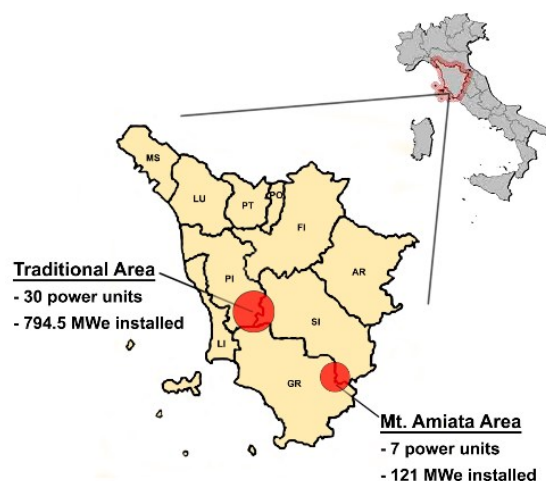 MS
LU
PT
PO
FI
AR
PI
Traditional Area
- 30 power units
- 794.5 MWe installed
SI
LI
GR
Mt. Amiata Area
- 7 power units
- 121 MWe installed